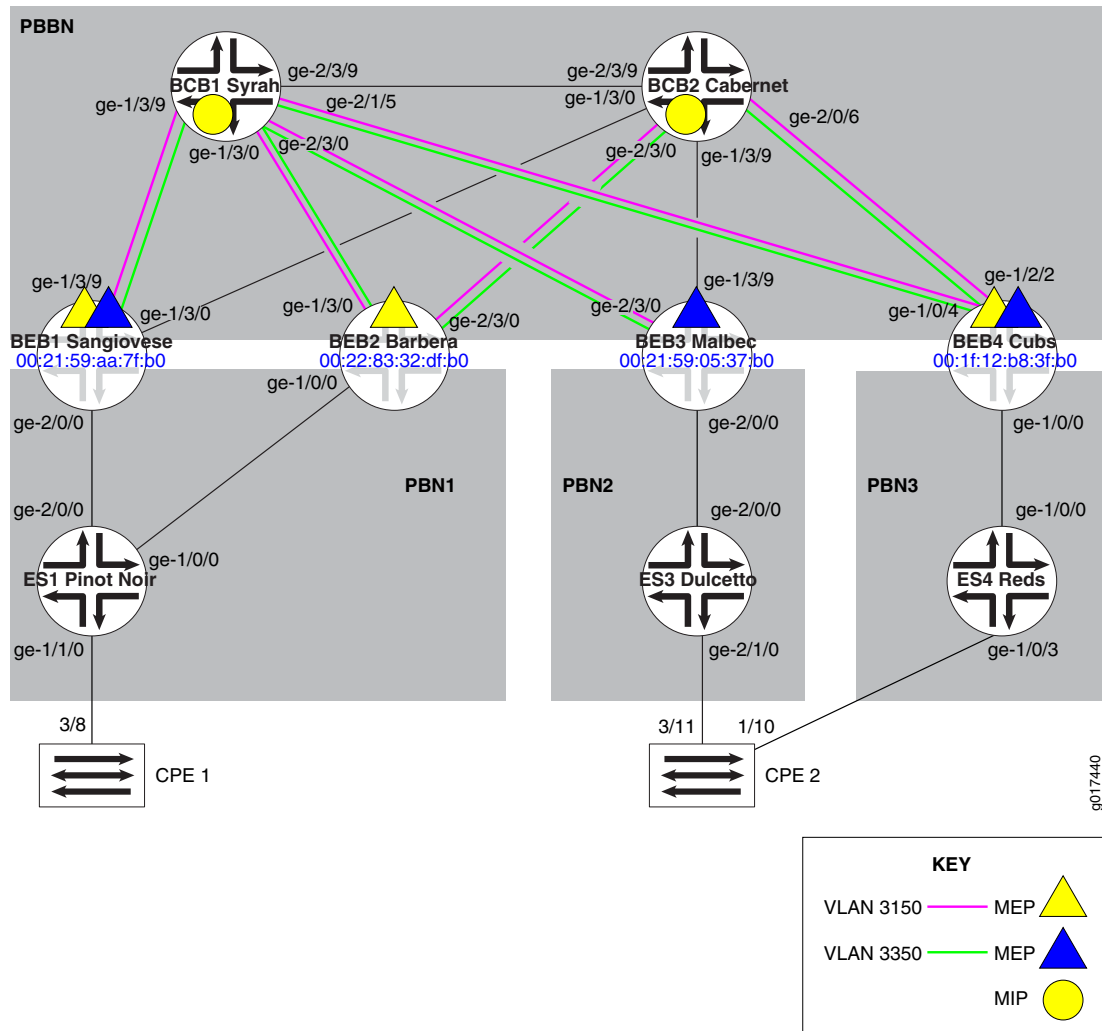 PBBN
ge-2/3/9
ge-2/3/9
BCB1 Syrah
BCB2 Cabernet
ge-1/3/9
ge-2/1/5
ge-1/3/0
ge-2/0/6
ge-1/3/0
ge-2/3/0
ge-2/3/0
ge-1/3/9
ge-1/3/9
ge-1/3/9
ge-1/2/2
ge-1/3/0
ge-1/3/0
ge-2/3/0
ge-2/3/0
ge-1/0/4
BEB1 Sangiovese
BEB2 Barbera
BEB3 Malbec
BEB4 Cubs
00:21:59:aa:7f:b0
00:22:83:32:df:b0
00:21:59:05:37:b0
00:1f:12:b8:3f:b0
ge-1/0/0
ge-2/0/0
ge-2/0/0
ge-1/0/0
PBN1
PBN2
PBN3
ge-2/0/0
ge-2/0/0
ge-1/0/0
ge-1/0/0
ES1 Pinot Noir
ES3 Dulcetto
ES4 Reds
ge-1/1/0
ge-2/1/0
ge-1/0/3
3/8
3/11
1/10
CPE 1
CPE 2
g017440
KEY
VLAN 3150
MEP
VLAN 3350
MEP
MIP